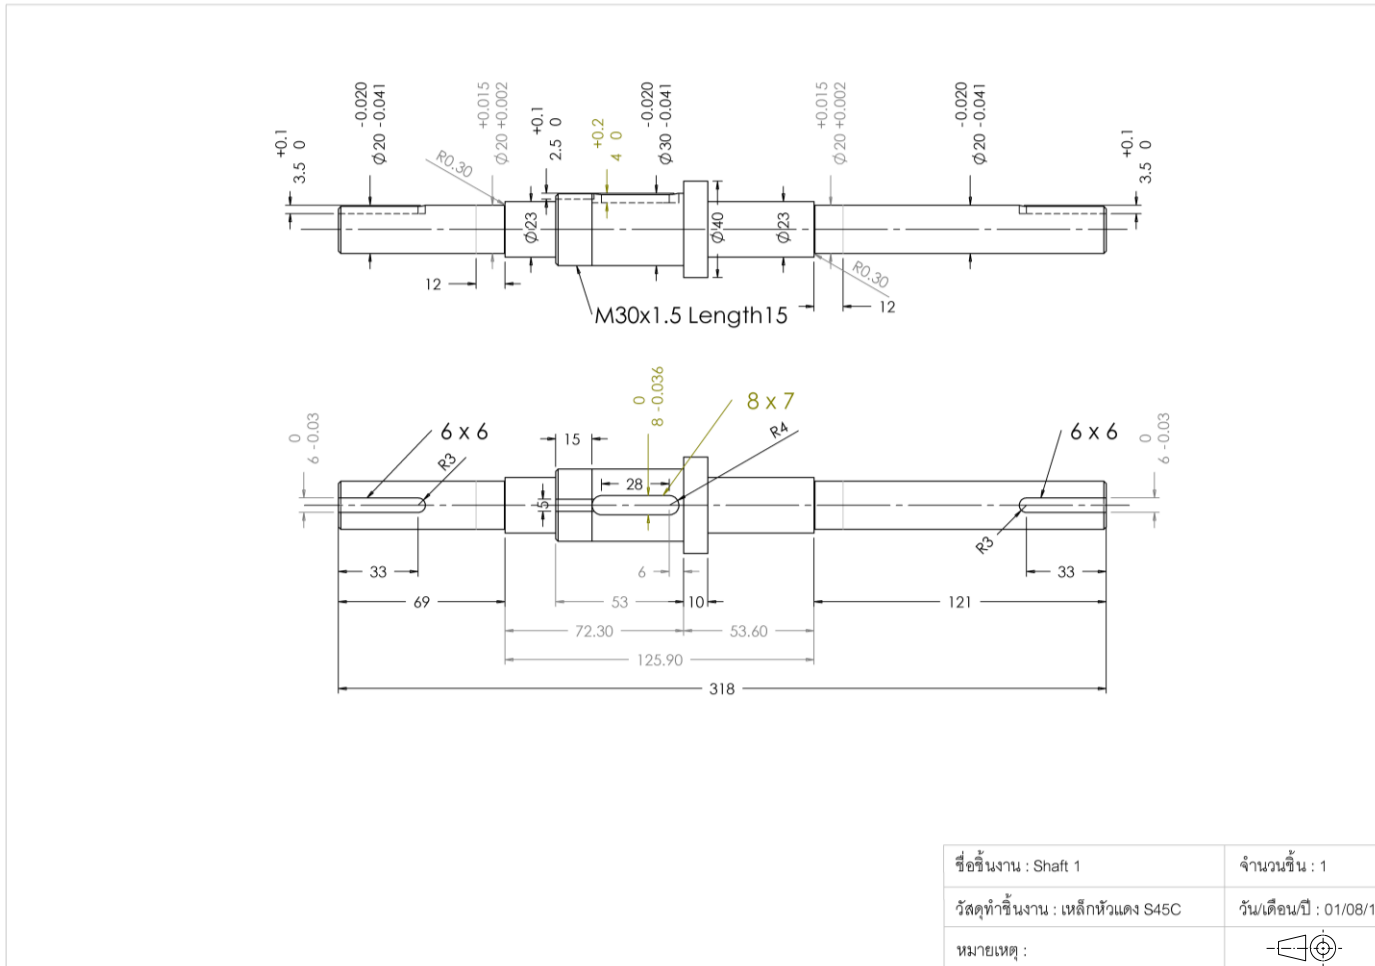 +0.1
3.5 0
-0.020
Ø20 -0.041
+0.015
Ø20 +0.002
R0.30
+0.1
2.5 0
+0.2
4 0
-0.020
Ø30 -0.041
+0.015
Ø20 +0.002
-0.020
Ø20 -0.041
+0.1
3.5 0
Ø23
Ø40
Ø23
R0.30
12
12
M30x1.5 Length15
0
6 -0.03
6 x 6
R3
15
0
8 -0.036
8 x 7
R4
6 x 6
0
6 -0.03
28
5
R3
33
6
33
69
53
10
121
72.30
53.60
125.90
318
ชื่อชิ้นงาน : Shaft 1
จำนวนชิ้น : 1
วัสดุทำชิ้นงาน : เหล็กหัวแดง S45C
วัน/เดือน/ปี : 01/08/1
หมายเหตุ :